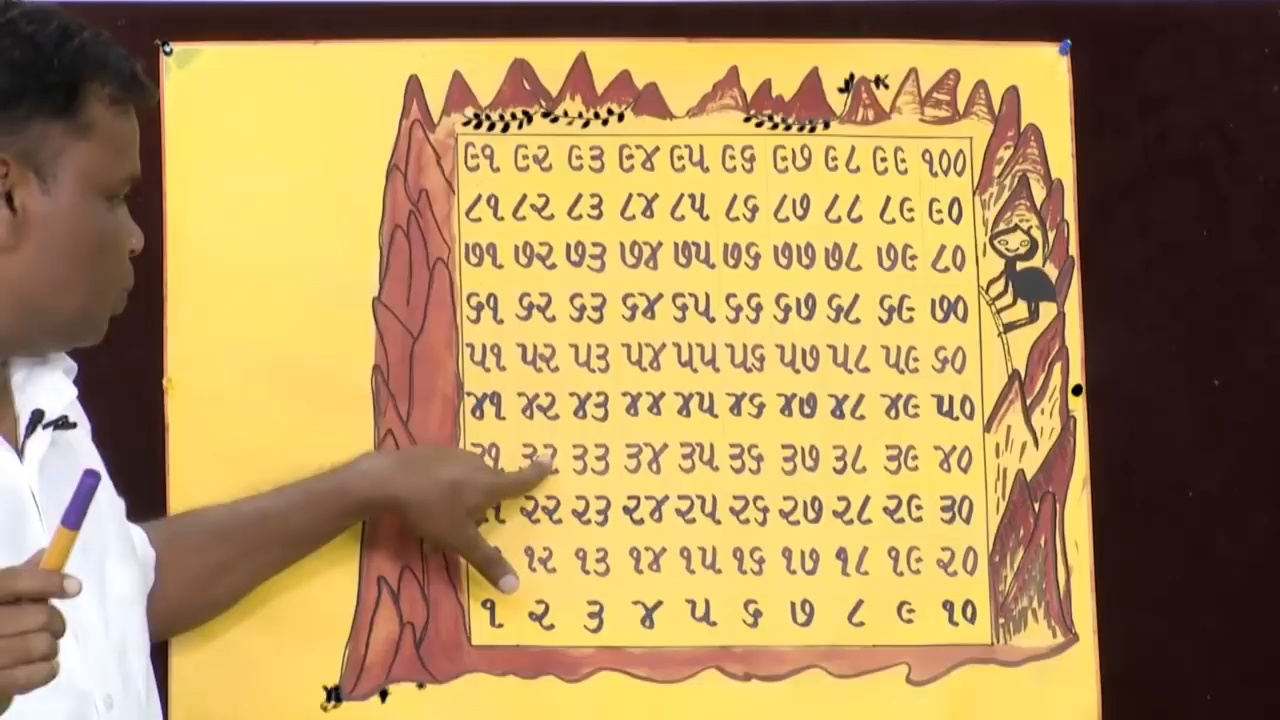 ૯૧ ૯૨ ૯૩ ૯૪ ૯૫ ૯૬ ૯૭ ૯૮ ૯૯ ૧૦૦
૮૧ ૮૨ ૮૩ ૮૪ ૮૫ ૮૬ ૮૭ ૮૮ ૮૯ ૯૦
૭૧ ૭૨ ૭૩ ૭૪ ૭૫ ૭૬ ૭૭ ૭૮ ૭૯ ૮૦
૬૧ ૬૨ ૬૩ ૬૪ ૬૫ ૬૬ ૬૭ ૬૮ ૬૯ ૭૦
૫૧ ૫૨ ૫૩ ૫૪ ૫૫ ૫૬ ૫૭ ૫૮ ૫૯ ૬૦
૪૧ ૪૨ ૪૩ ૪૪ ૪૫ ૪૬ ૪૭ ૪૮ ૪૯ ૫૦
૩૧ ૩૨ ૩૩ ૩૪ ૩૫ ૩૬ ૩૭ ૩૮ ૩૯ ૪૦
૨૨ ૨૩ ૨૪ ૨૫ ૨૬ ૨૭ ૨૮ ૨૯ ૩૦
૧૨ ૧૩ ૧૪ ૧૫ ૧૬ ૧૭ ૧૮ ૧૯ ૨૦
૧ ૨ ૩ ૪ ૫ ૬ ૭ ૮ ૯ ૧૦